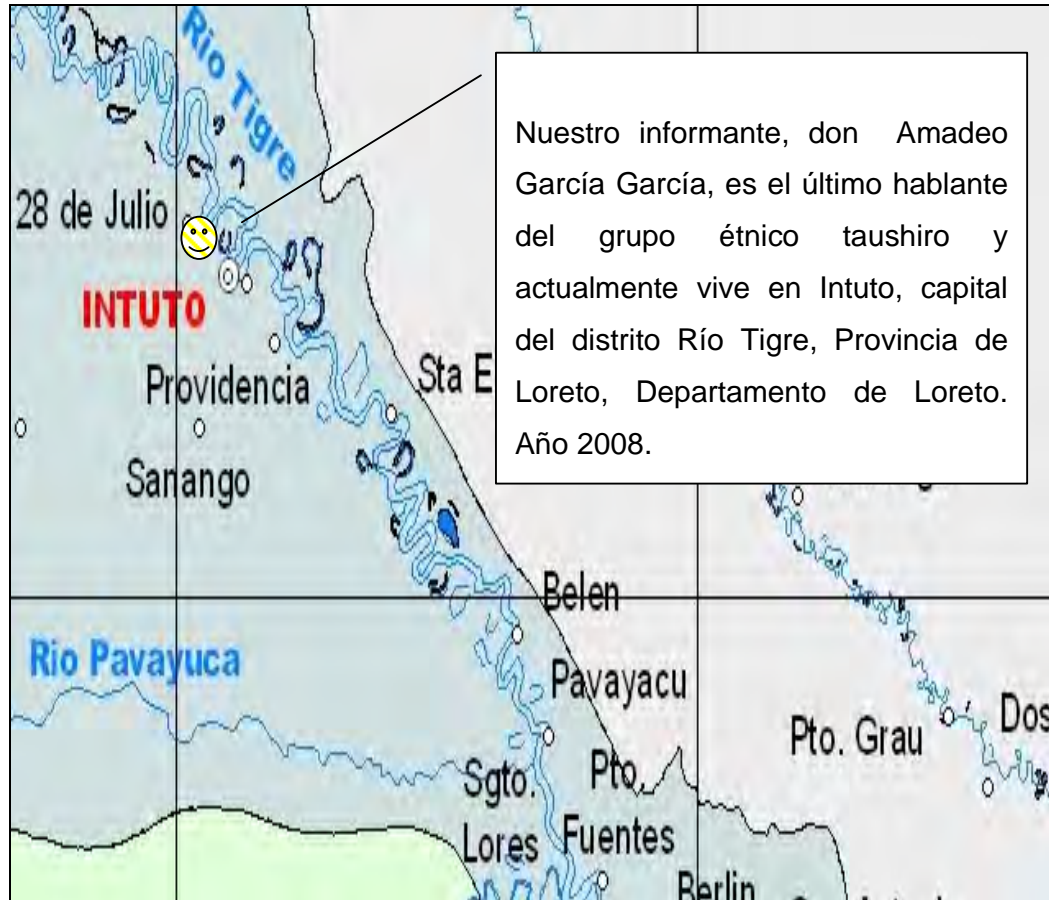 Rio Tigre
Nuestro informante, don Amadeo
García García, es el último hablante
del grupo étnico taushiro y
actualmente vive en Intuto, capital
del distrito Río Tigre, Provincia de
Loreto, Departamento de Loreto.
Año 2008.
28 de Julio
INTUTO
Providencia
Sta E
Sanango
Belen
Rio Pavayuca
Pavayacu
Pto. Grau
Dos
Sgto.
Lores
Pto.
Fuentes
Berlin